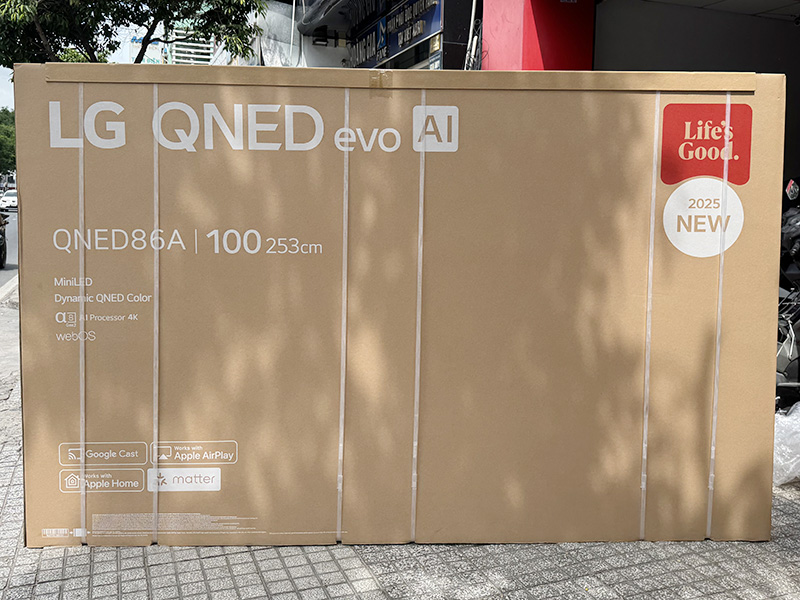 LG QNED evo AI
Life's
Good.
2025
NEW
QNED86A | 100 253cm
MiniLED
Dynamic QNED Color
AI Processor 4K
webOS
Google Cast
Works with
Apple AirPlay
Works with
Apple Home
matter